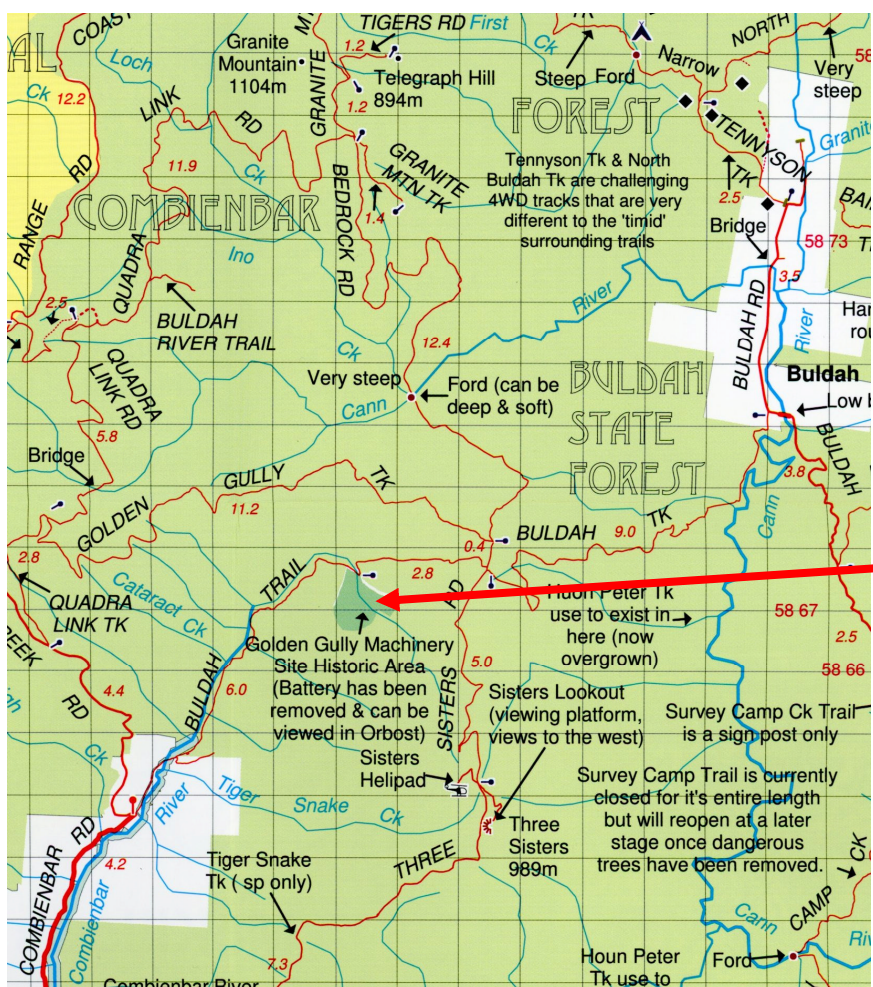 COAST
AL
Loch
Ck
12.2
LINK
RD
Granite
Mountain
1104m
TIGERS RD
1.2
GRANITE
Telegraph Hill
894m
1.2
First
Ck
TK
Steep Ford
Narrow
NORTH
58
Very
steep
FOREST
TENNYSON
TK
2.5
Granite
Tennyson Tk & North
Buldah Tk are challenging
4WD tracks that are very
different to the 'timid'
surrounding trails
11.9
RD
RANGE
COMBIENBAR
Ck
Ino
Ck
GRANITE
MTN TK
1.4
BEDROCK RD
Bridge
58 73
3.5
QUADRA
2.5
BULDAH
RIVER TRAIL
QUADRA
LINK RD
5.8
Bridge
River
12.4
Very steep
Ford (can be
deep & soft)
Cann
BULDAH RD
River
Buldah
Low b
BULDAH
STATE
FOREST
BULDAH
3.8
Cann
GULLY
TK
11.2
GOLDEN
0.4
BULDAH
9.0
TK
2.8
QUADRA
LINK TK
Cataract
Ck
TRAIL
2.8
RD
Huon Peter Tk
use to exist in
here (now
overgrown)
58 67
2.5
58 66
Golden Gully Machinery
Site Historic Area
(Battery has been
removed & can be
viewed in Orbost)
5.0
SISTERS
Sisters Lookout
(viewing platform,
views to the west)
Survey Camp Ck Trail
is a sign post only
EEK
RD
4.4
BULDAH
6.0
Ck
Sisters
Helipad
Survey Camp Trail is currently
closed for it's entire length
but will reopen at a later
stage once dangerous
trees have been removed.
Tiger
Snake
Ck
River
Three
Sisters
989m
THREE
COMBIENBAR
RD
4.2
Combienbar
Tiger Snake
Tk ( sp only)
7.3
Combienbar River
Cann
CAMP
CK
Houn Peter
Tk use to
Ford
Riv